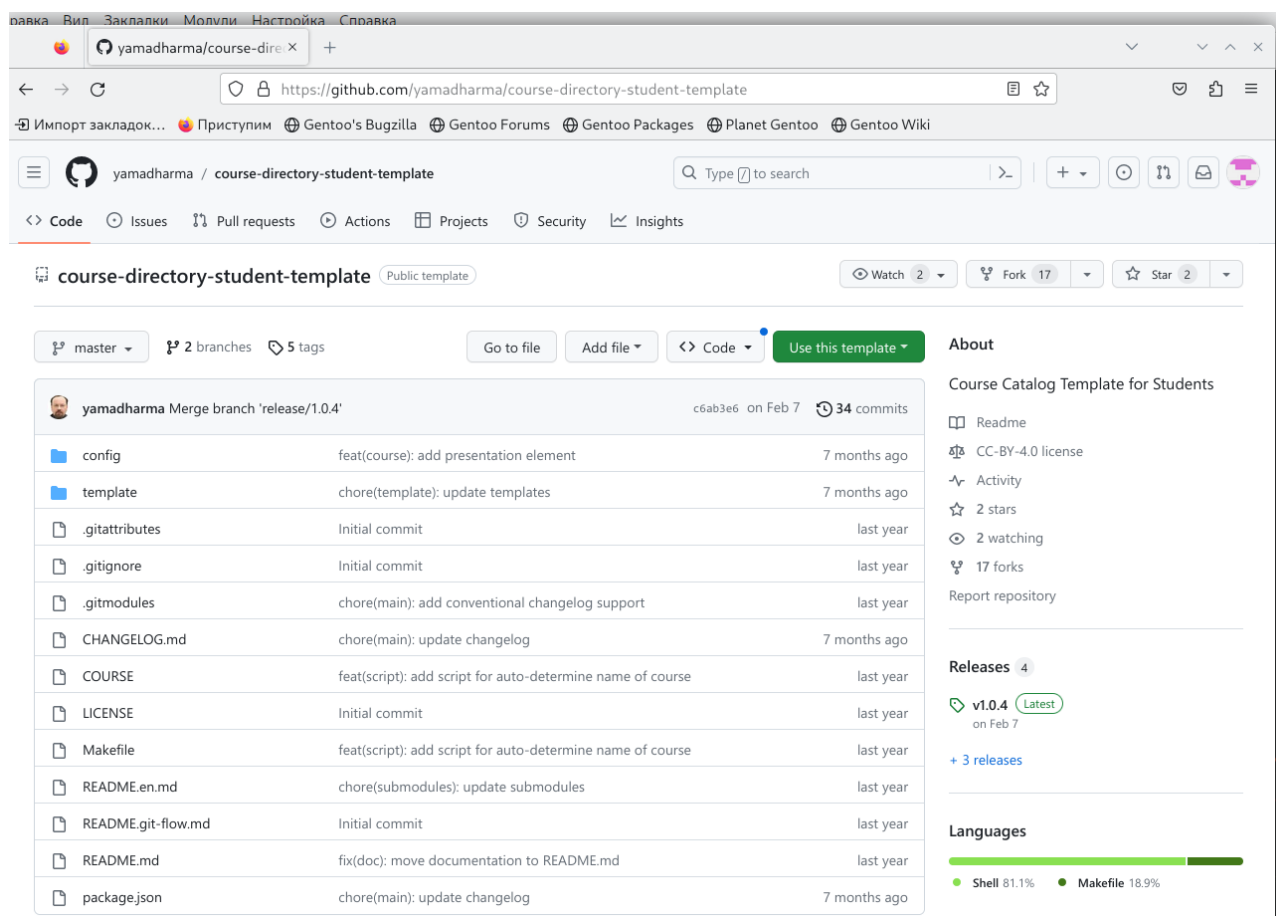 равка Вид Закладки Модули Настройка Справка
yamadharma/course-dire
https://github.com/yamadharma/course-directory-student-template
Импорт закладок... Приступим Gentoo's Bugzilla Gentoo Forums Gentoo Packages Planet Gentoo Gentoo Wiki
yamadharma / course-directory-student-template Type / to search
Code Issues Pull requests Actions Projects Security Insights
course-directory-student-template Public template Watch 2 Fork 17 Star 2
master 2 branches 5 tags Go to file Add file <> Code Use this template
yamadharma Merge branch 'release/1.0.4' c6ab3e6 on Feb 7 34 commits
config feat(course): add presentation element 7 months ago
template chore(template): update templates 7 months ago
.gitattributes Initial commit last year
.gitignore Initial commit last year
.gitmodules chore(main): add conventional changelog support last year
CHANGELOG.md chore(main): update changelog 7 months ago
COURSE feat(script): add script for auto-determine name of course last year
LICENSE Initial commit last year
Makefile feat(script): add script for auto-determine name of course last year
README.en.md chore(submodules): update submodules last year
README.git-flow.md Initial commit last year
README.md fix(doc): move documentation to README.md last year
package.json chore(main): update changelog 7 months ago
About
Course Catalog Template for Students
Readme
CC-BY-4.0 license
Activity
2 stars
2 watching
17 forks
Report repository
Releases 4
v1.0.4 Latest
on Feb 7
+ 3 releases
Languages
Shell 81.1% Makefile 18.9%